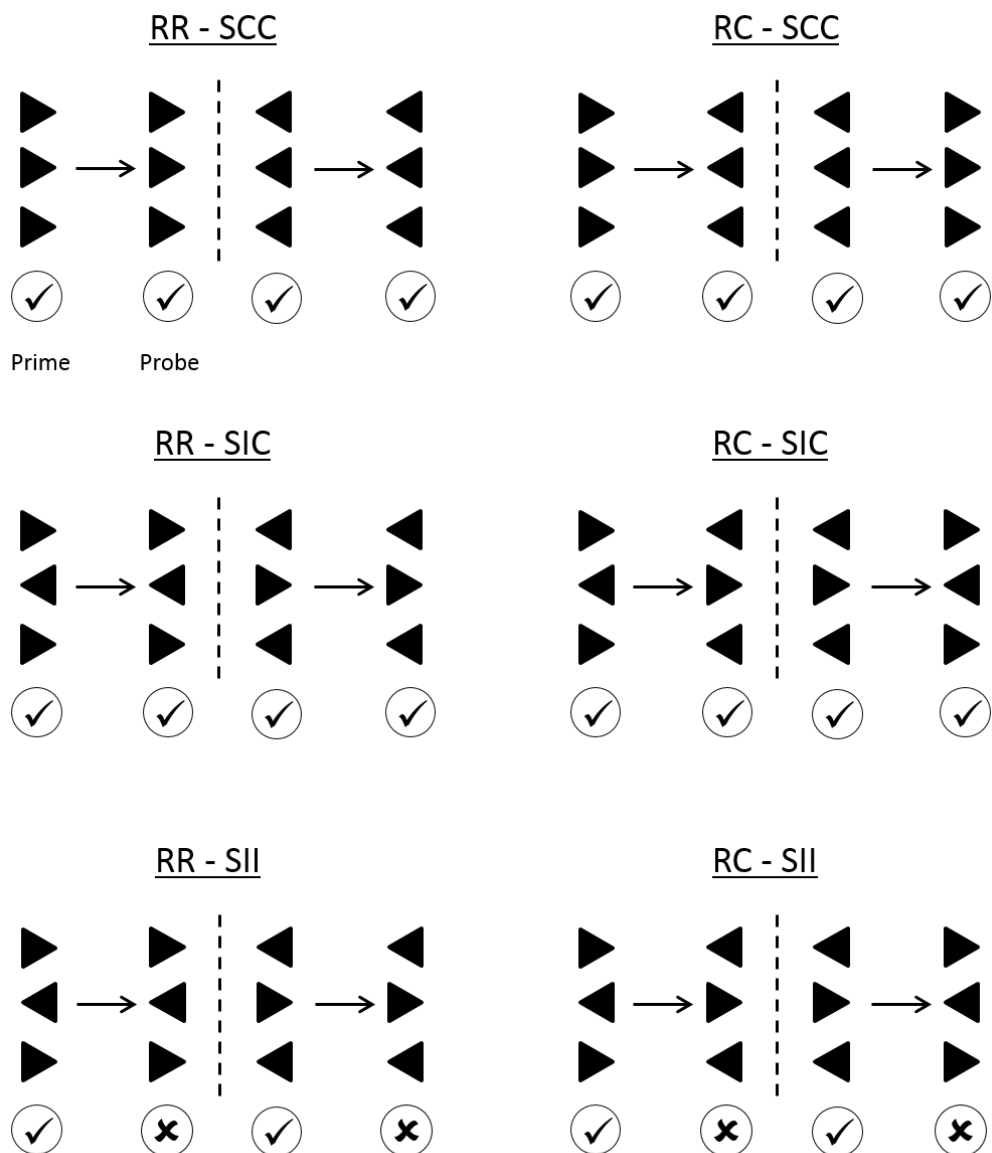 RR - SCC
RC - SCC
Prime
Probe
RR - SIC
RC - SIC
RR - SII
RC - SII